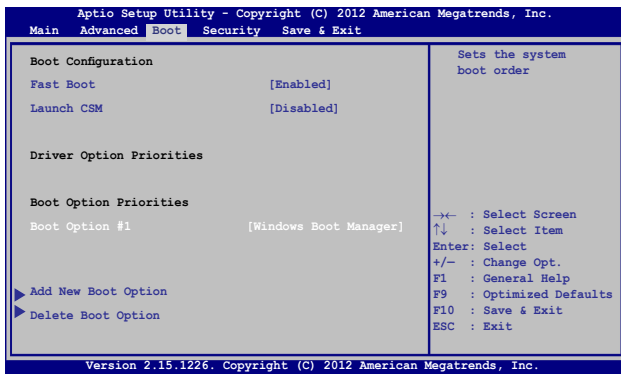 Aptio Setup Utility - Copyright (C) 2012 American Megatrends, Inc.
Main Advanced Boot Security Save & Exit
Boot Configuration
Fast Boot [Enabled]
Launch CSM [Disabled]
Driver Option Priorities
Boot Option Priorities
Boot Option #1 [Windows Boot Manager]
Add New Boot Option
Delete Boot Option
Sets the system
boot order
→← : Select Screen
↑↓ : Select Item
Enter: Select
+/— : Change Opt.
F1 : General Help
F9 : Optimized Defaults
F10 : Save & Exit
ESC : Exit
Version 2.15.1226. Copyright (C) 2012 American Megatrends, Inc.